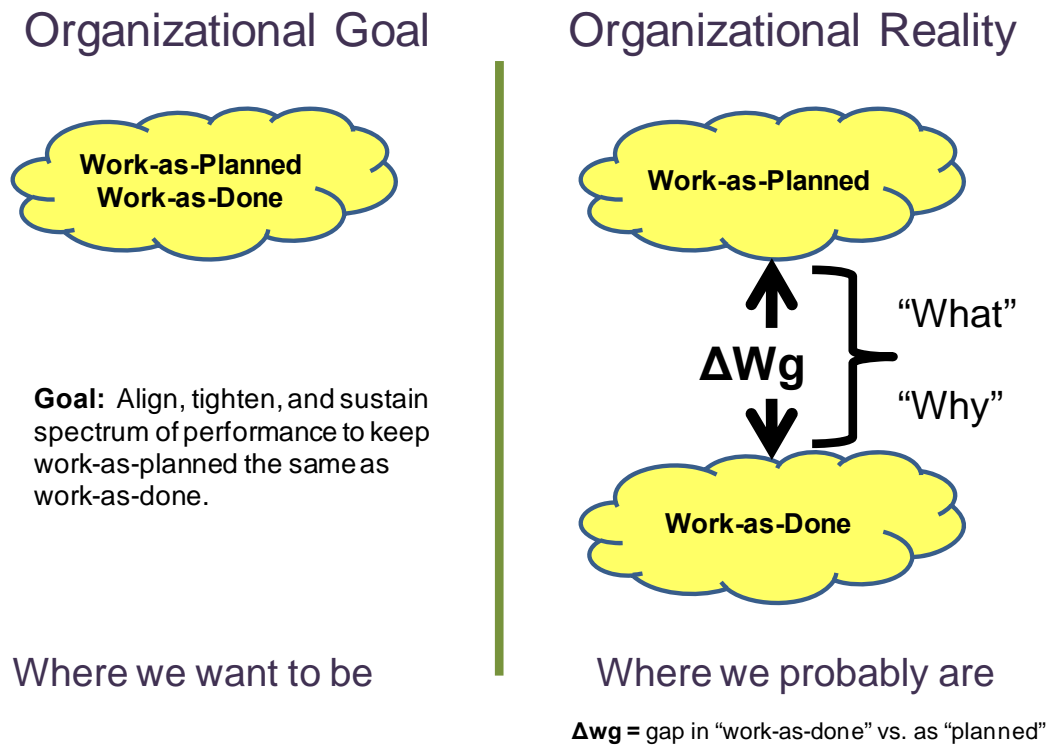 Organizational Goal
Work-as-Planned
Work-as-Done
Goal: Align, tighten, and sustain
spectrum of performance to keep
work-as-planned the same as
work-as-done.
Where we want to be
Organizational Reality
Work-as-Planned
ΔWg
“What”
“Why”
Work-as-Done
Where we probably are
Δwg = gap in “work-as-done” vs. as “planned”